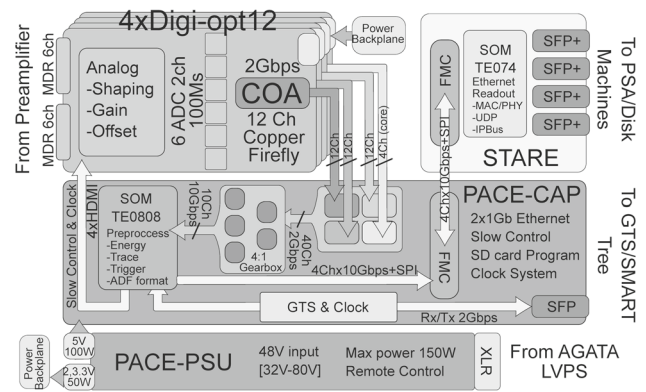 4xDigi-opt12
From Preamplifier
MDR 6ch
MDR 6ch
Analog
-Shaping
-Gain
-Offset
6 ADC 2ch
100Ms
2Gbps
COA
12 Ch
Copper
Firefly
Power
Backplane
12Ch
12Ch
12Ch
4Ch (core)
FMC
SOM
TE074
Ethernet
Readout
-MAC/PHY
-UDP
-IPBus
SFP+
SFP+
SFP+
SFP+
STARE
To PSA/Disk
Machines
4Chx10Gbps+SPI
Slow Control & Clock
4xHDMI
SOM
TE0808
Preproccess
-Energy
-Trace
-Trigger
-ADF format
10Ch
10Gbps
4:1
Gearbox
40Ch
2Gbps
4Chx10Gbps+SPI
FMC
PACE-CAP
2x1Gb Ethernet
Slow Control
SD card Program
Clock System
GTS & Clock
Rx/Tx 2Gbps
SFP
To GTS/SMART
Tree
Power
Backplane
5V
100W
2,3.3V
50W
PACE-PSU
48V input
[32V-80V]
Max power 150W
Remote Control
XLR
From AGATA
LVPS